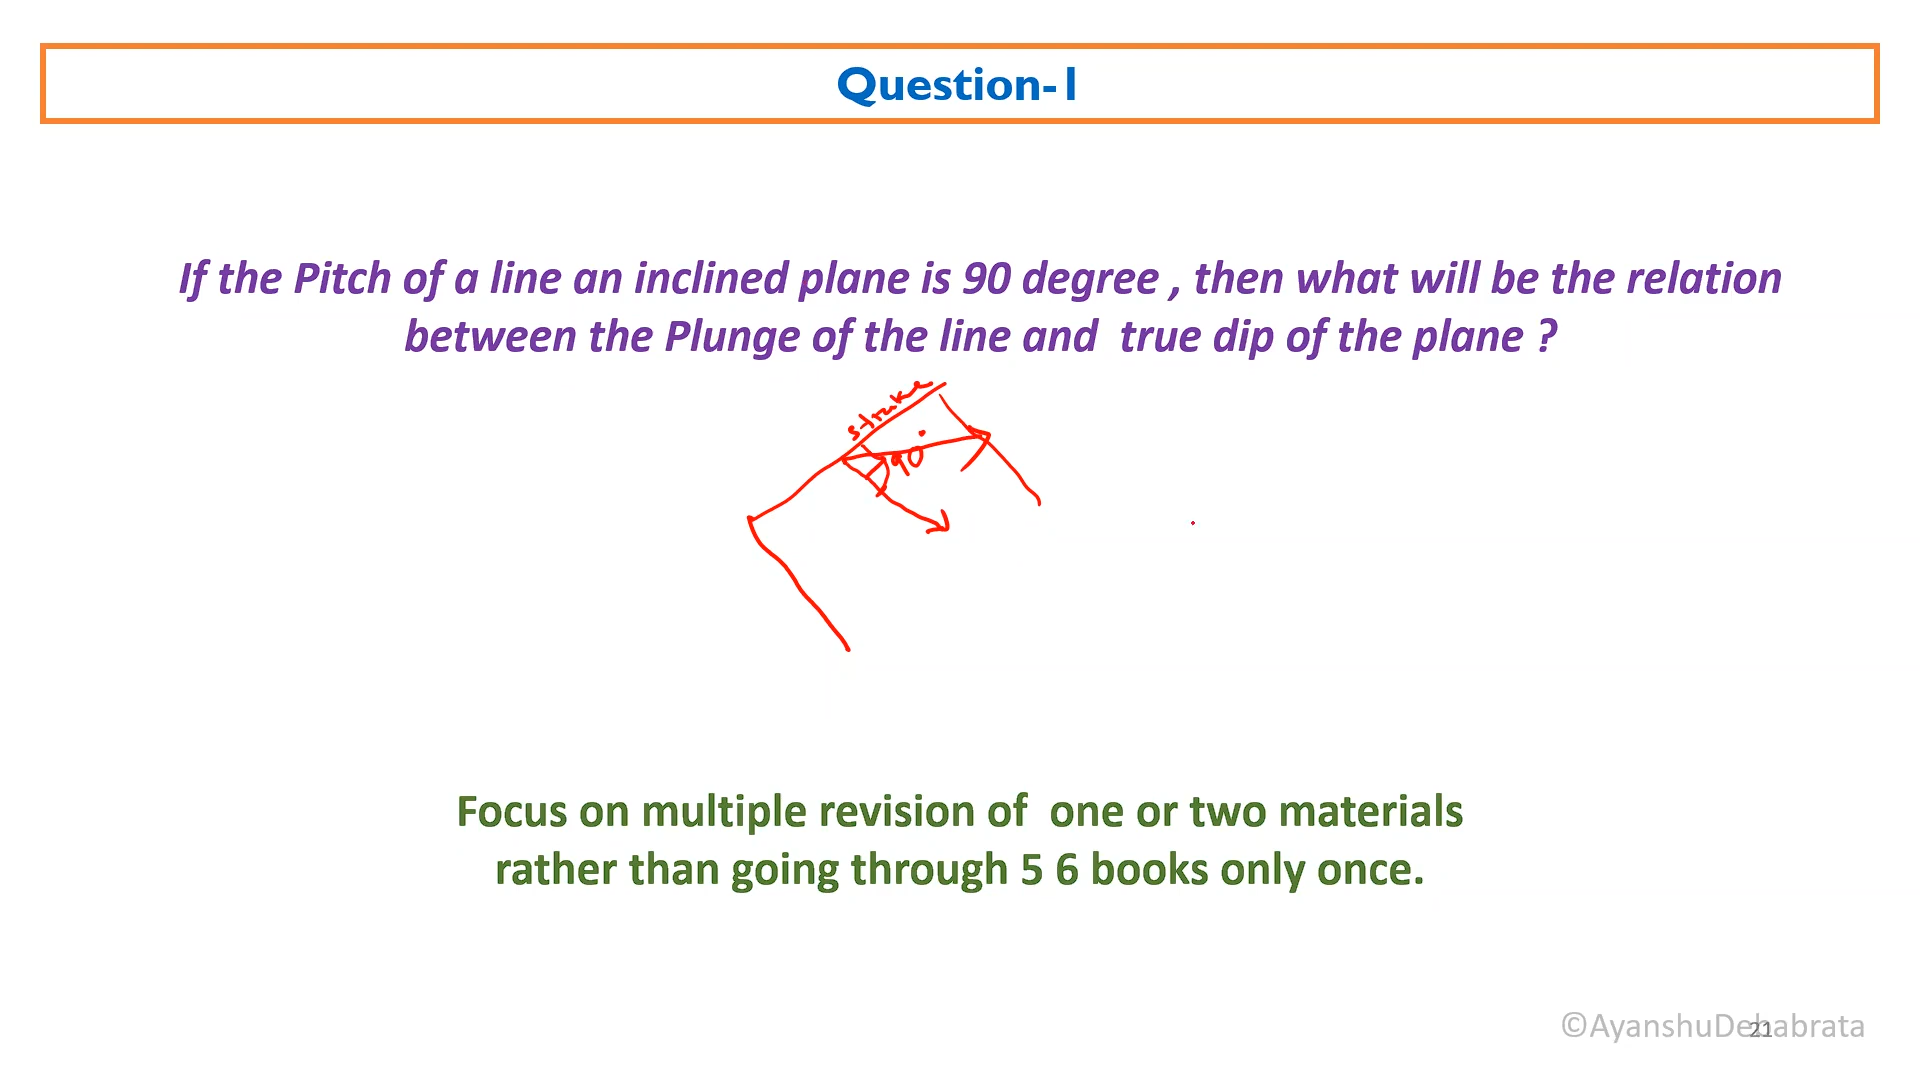 Question-1
If the Pitch of a line an inclined plane is 90 degree , then what will be the relation
between the Plunge of the line and true dip of the plane ?
strike
90°
Focus on multiple revision of one or two materials
rather than going through 5 6 books only once.
©AyanshuDebabrata
21